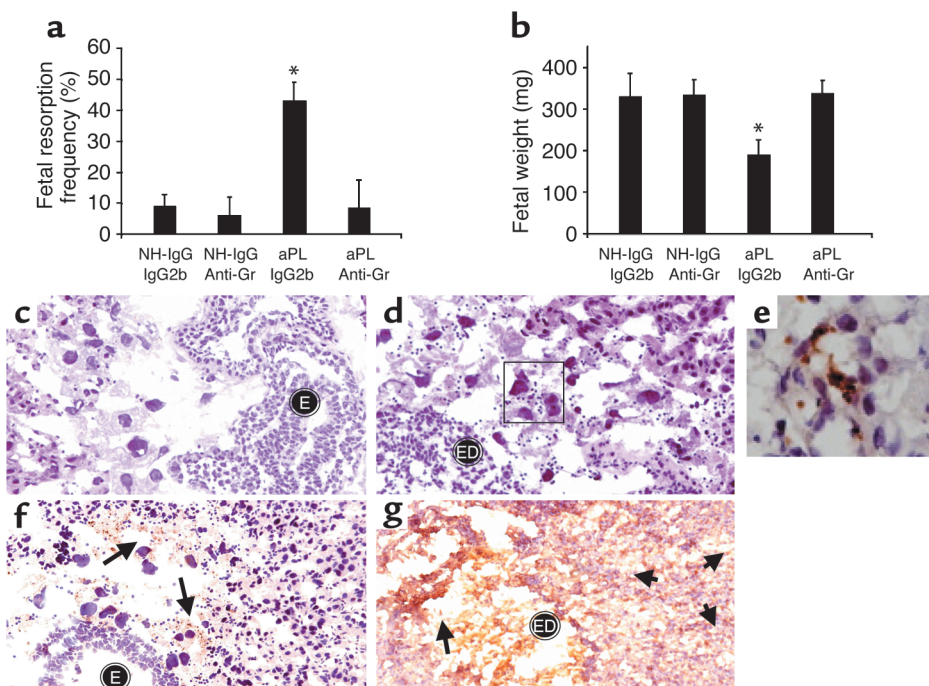 a
Fetal resorption
frequency (%)
60
50
40
30
20
10
0
*
NH-IgG NH-IgG aPL aPL
IgG2b Anti-Gr IgG2b Anti-Gr
b
Fetal weight (mg)
400
300
200
100
0
*
NH-IgG NH-IgG aPL aPL
IgG2b Anti-Gr IgG2b Anti-Gr
c
E
d
ED
e
f
E
g
ED